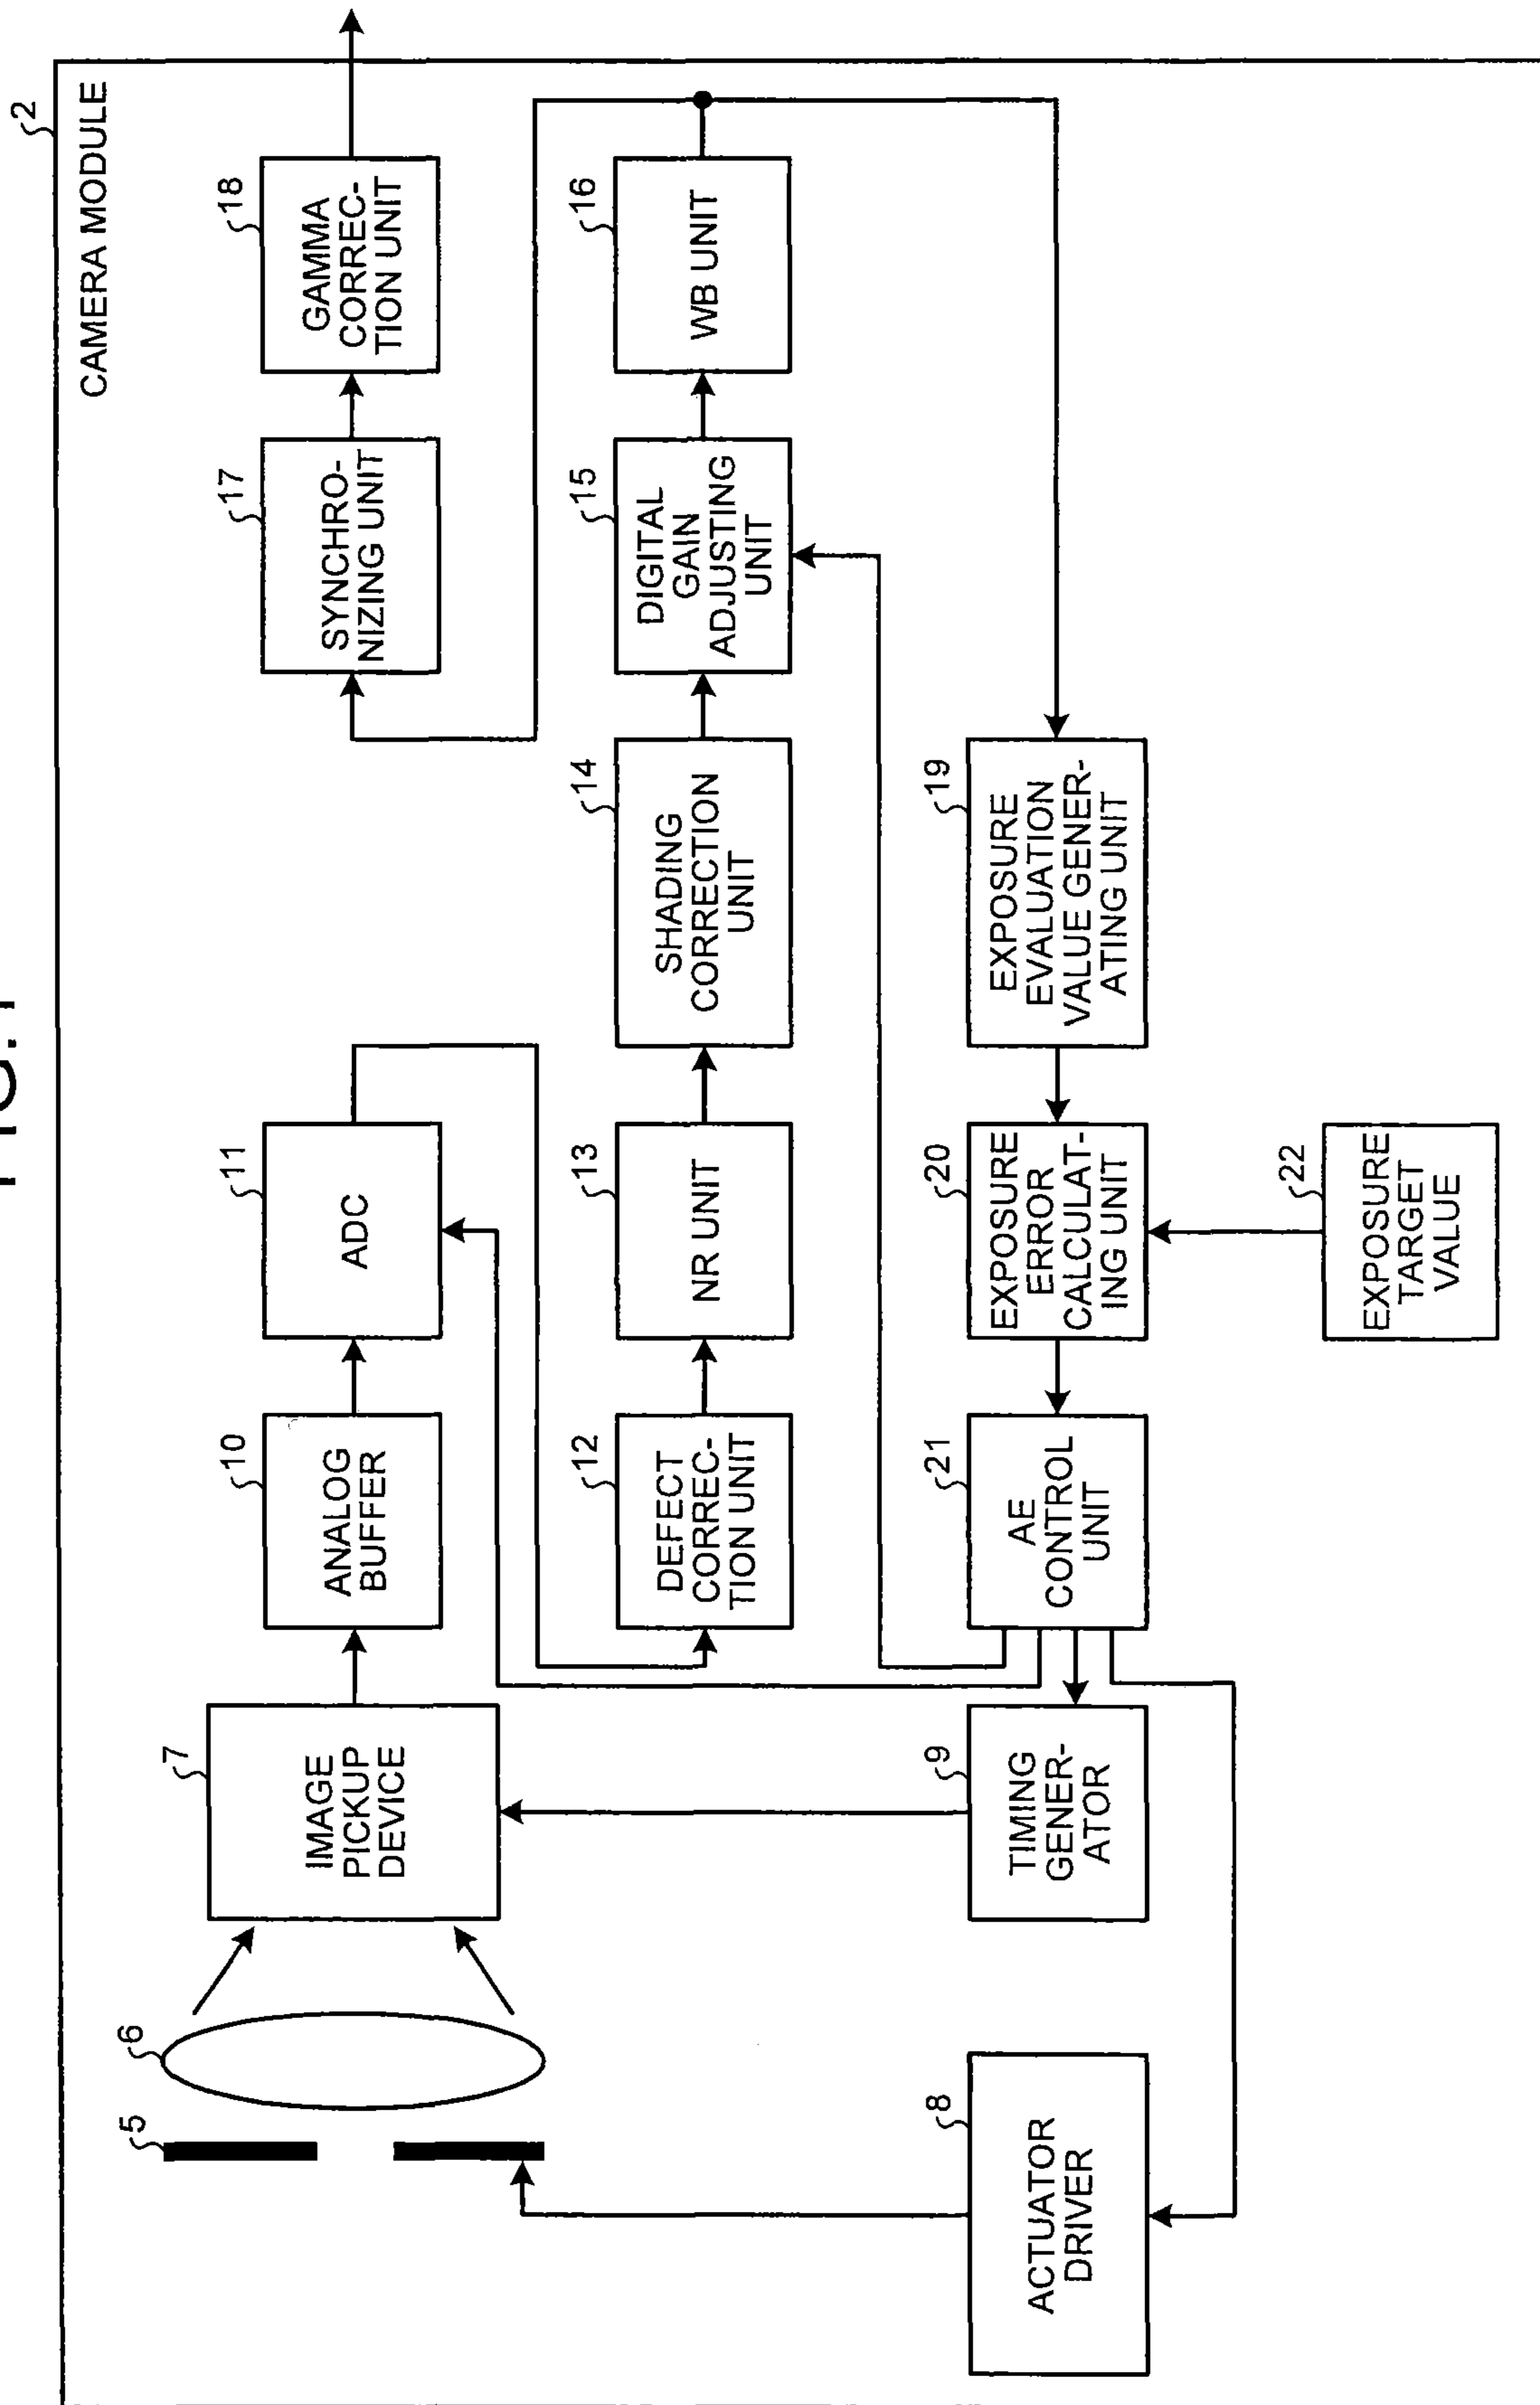 FIG. 1
2
CAMERA MODULE
5
6
7
IMAGE
PICKUP
DEVICE
10
ANALOG
BUFFER
11
ADC
17
SYNCHRO-
NIZING UNIT
18
GAMMA
CORREC-
TION UNIT
12
DEFECT
CORREC-
TION UNIT
13
NR UNIT
14
SHADING
CORRECTION
UNIT
15
DIGITAL
GAIN
ADJUSTING
UNIT
16
WB UNIT
8
ACTUATOR
DRIVER
9
TIMING
GENER-
ATOR
21
AE
CONTROL
UNIT
20
EXPOSURE
ERROR
CALCULAT-
ING UNIT
19
EXPOSURE
EVALUATION
VALUE GENER-
ATING UNIT
22
EXPOSURE
TARGET
VALUE